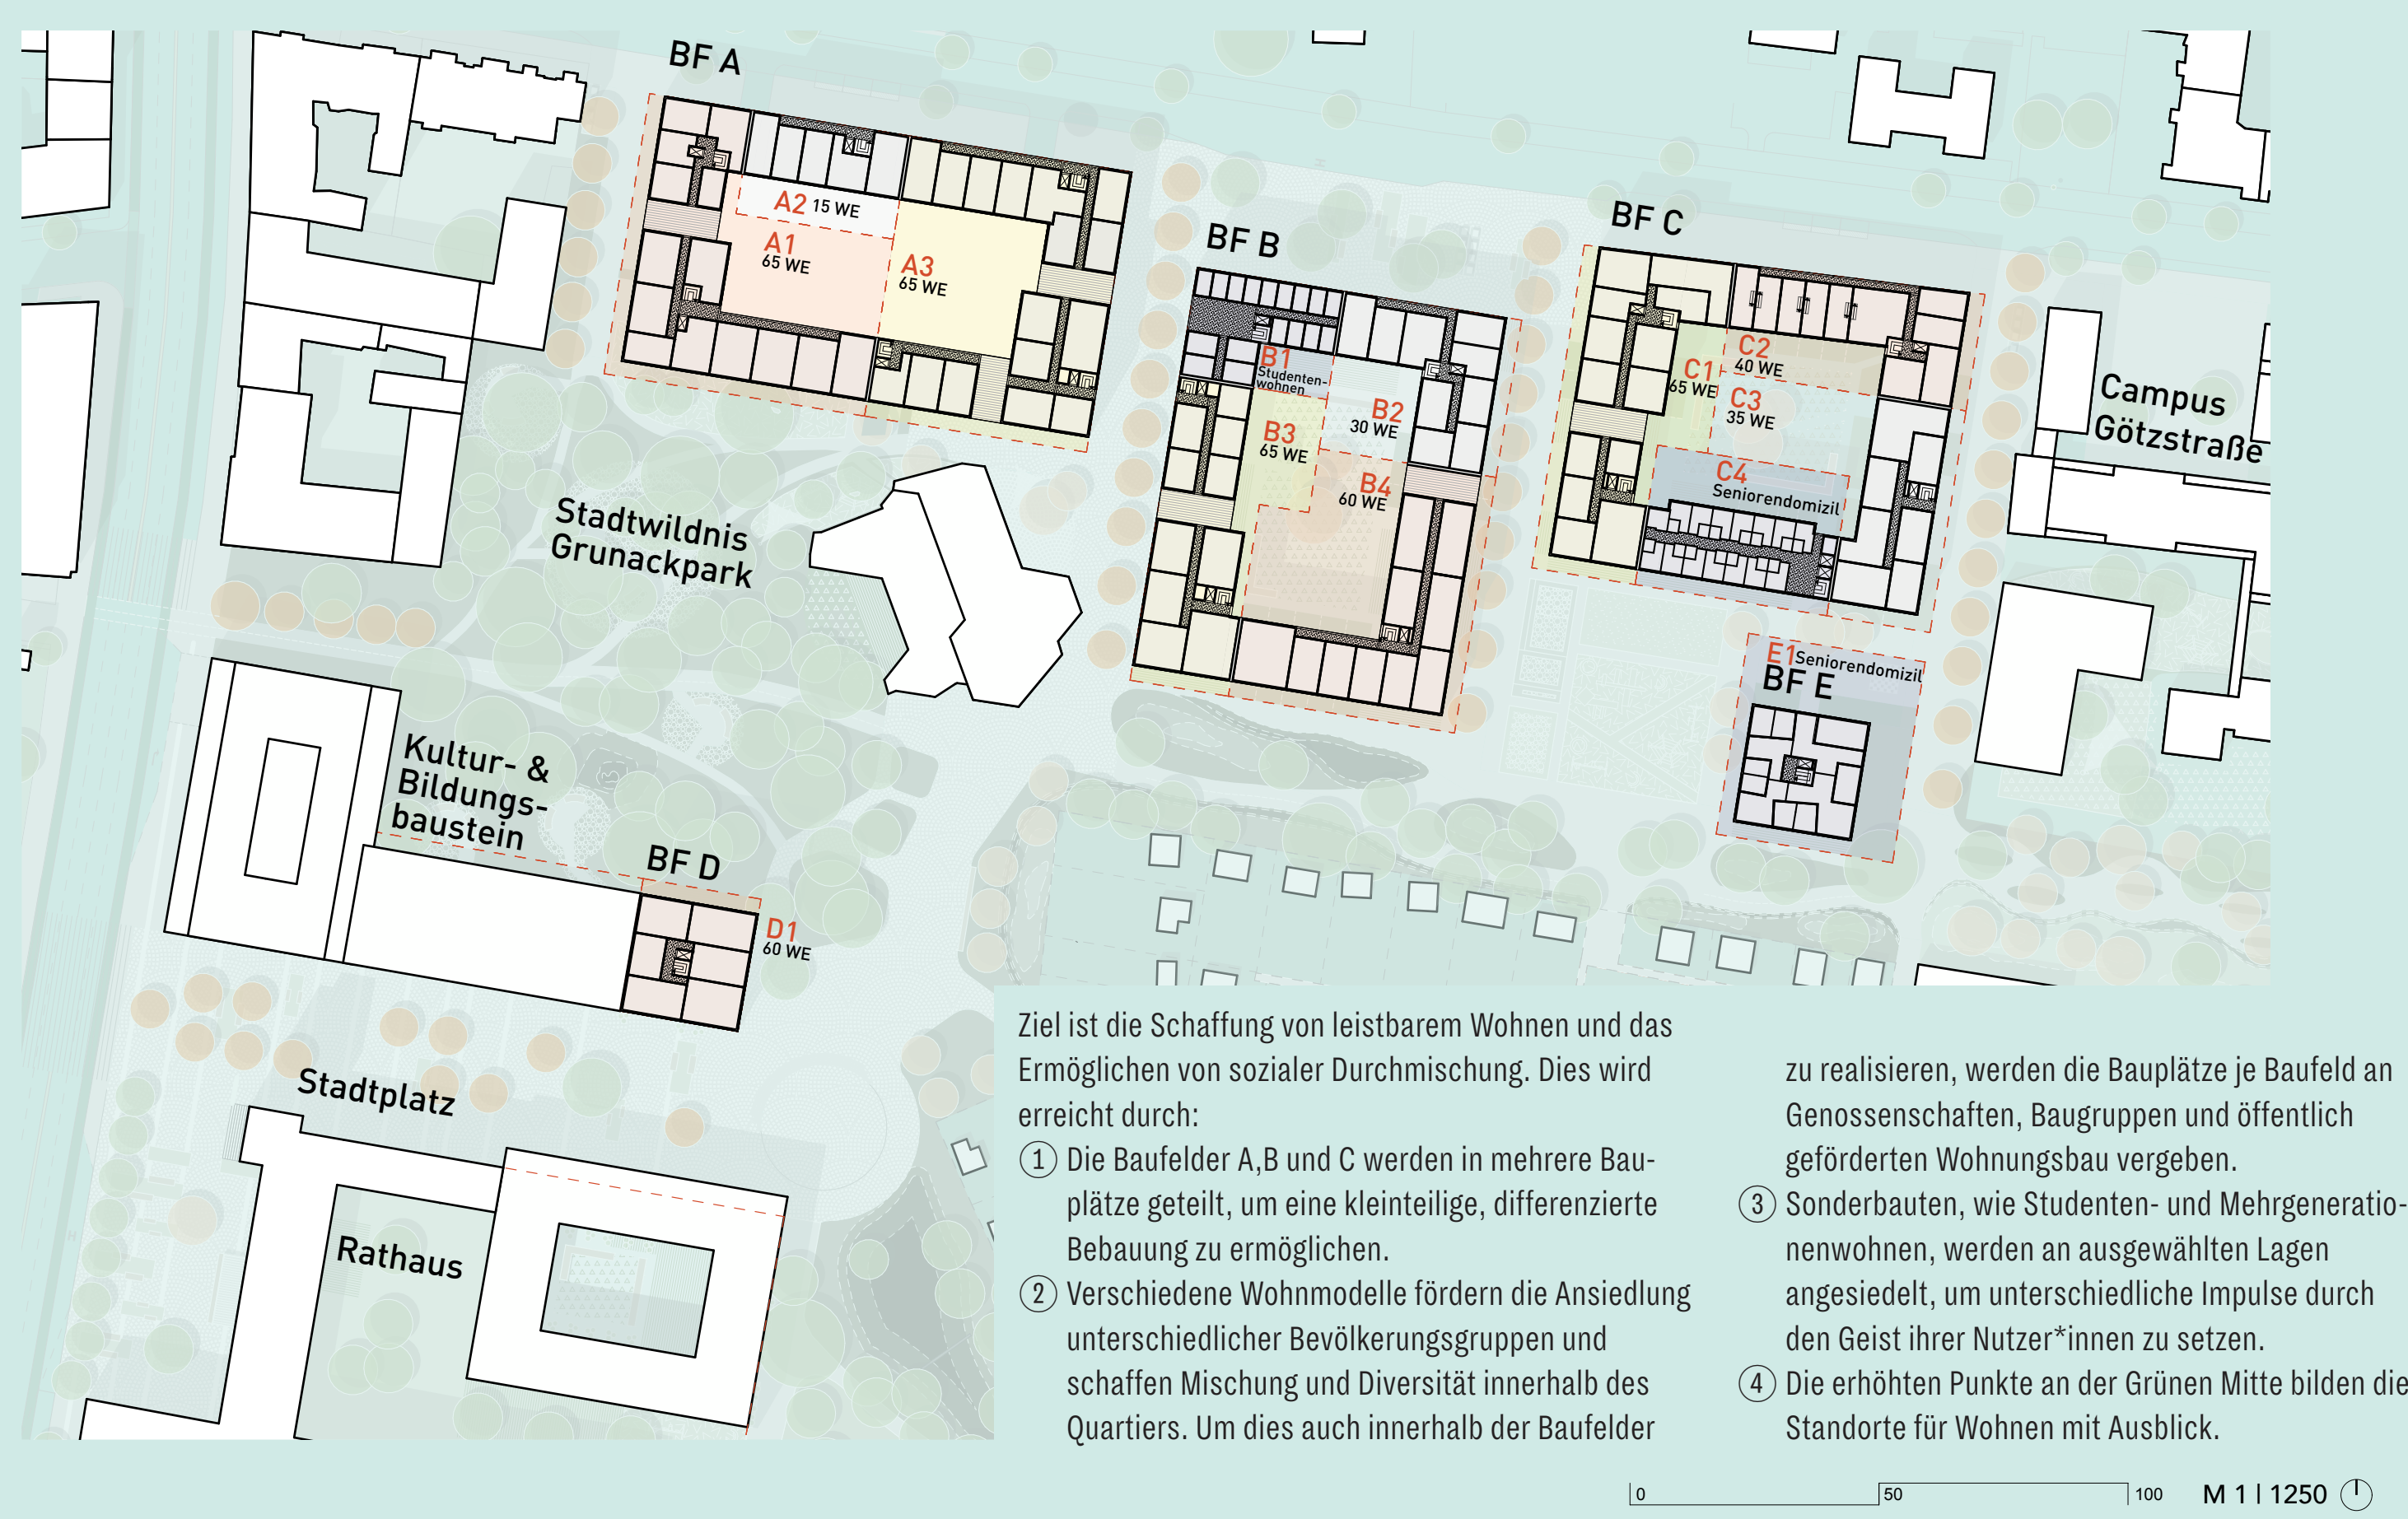 BF A
A2 15 WE
A1
65 WE
A3
65 WE
BF B
B1
Studenten-
wohnen
B2
30 WE
B3
65 WE
B4
60 WE
BF C
C1
65 WE
C2
40 WE
C3
35 WE
C4
Seniorendomizil
Campus
Götzstraße
E1 Seniorendomizil
BF E
Stadtwildnis
Grunackpark
Kultur- &
Bildungs-
baustein
BF D
D1
60 WE
Stadtplatz
Rathaus
Ziel ist die Schaffung von leistbarem Wohnen und das
Ermöglichen von sozialer Durchmischung. Dies wird
erreicht durch:
① Die Baufelder A,B und C werden in mehrere Bau-
plätze geteilt, um eine kleinteilige, differenzierte
Bebauung zu ermöglichen.
② Verschiedene Wohnmodelle fördern die Ansiedlung
unterschiedlicher Bevölkerungsgruppen und
schaffen Mischung und Diversität innerhalb des
Quartiers. Um dies auch innerhalb der Baufelder
zu realisieren, werden die Bauplätze je Baufeld an
Genossenschaften, Baugruppen und öffentlich
geförderten Wohnungsbau vergeben.
③ Sonderbauten, wie Studenten- und Mehrgeneratio-
nenwohnen, werden an ausgewählten Lagen
angesiedelt, um unterschiedliche Impulse durch
den Geist ihrer Nutzer*innen zu setzen.
④ Die erhöhten Punkte an der Grünen Mitte bilden die
Standorte für Wohnen mit Ausblick.
0 50 100 M 1 | 1250